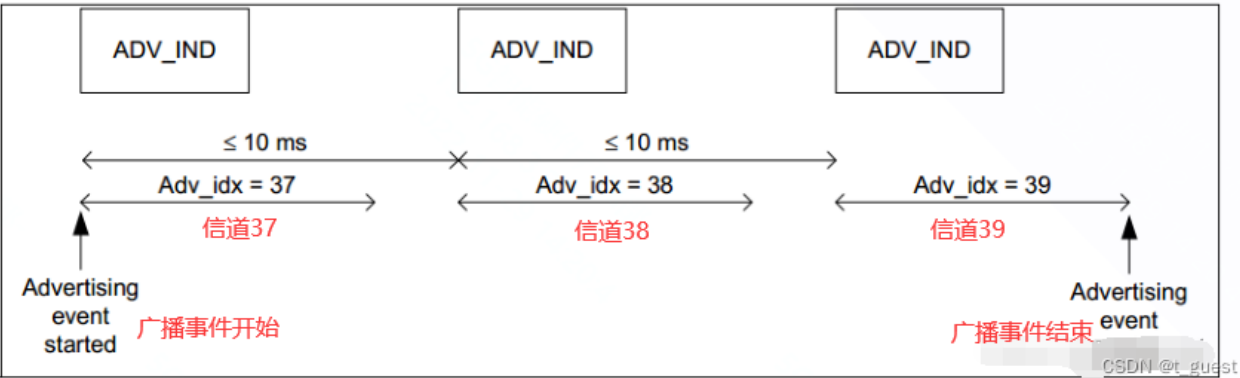 ADV_IND
ADV_IND
ADV_IND
≤ 10 ms
≤ 10 ms
Adv_idx = 37
Adv_idx = 38
Adv_idx = 39
信道37
信道38
信道39
Advertising
event
started
广播事件开始
Advertising
event
广播事件结束
CSDN @t_guest